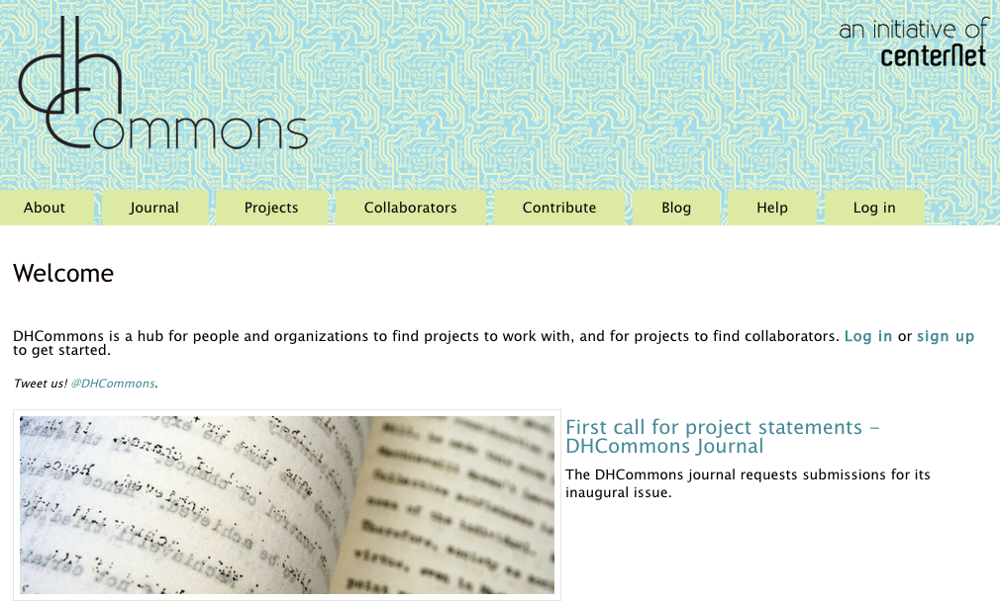 dh
commons
an initiative of
centerNet
About Journal Projects Collaborators Contribute Blog Help Log in
Welcome
DHCommons is a hub for people and organizations to find projects to work with, and for projects to find collaborators. Log in or sign up
to get started.
Tweet us! @DHCommons.
First call for project statements –
DHCommons Journal
The DHCommons journal requests submissions for its
inaugural issue.